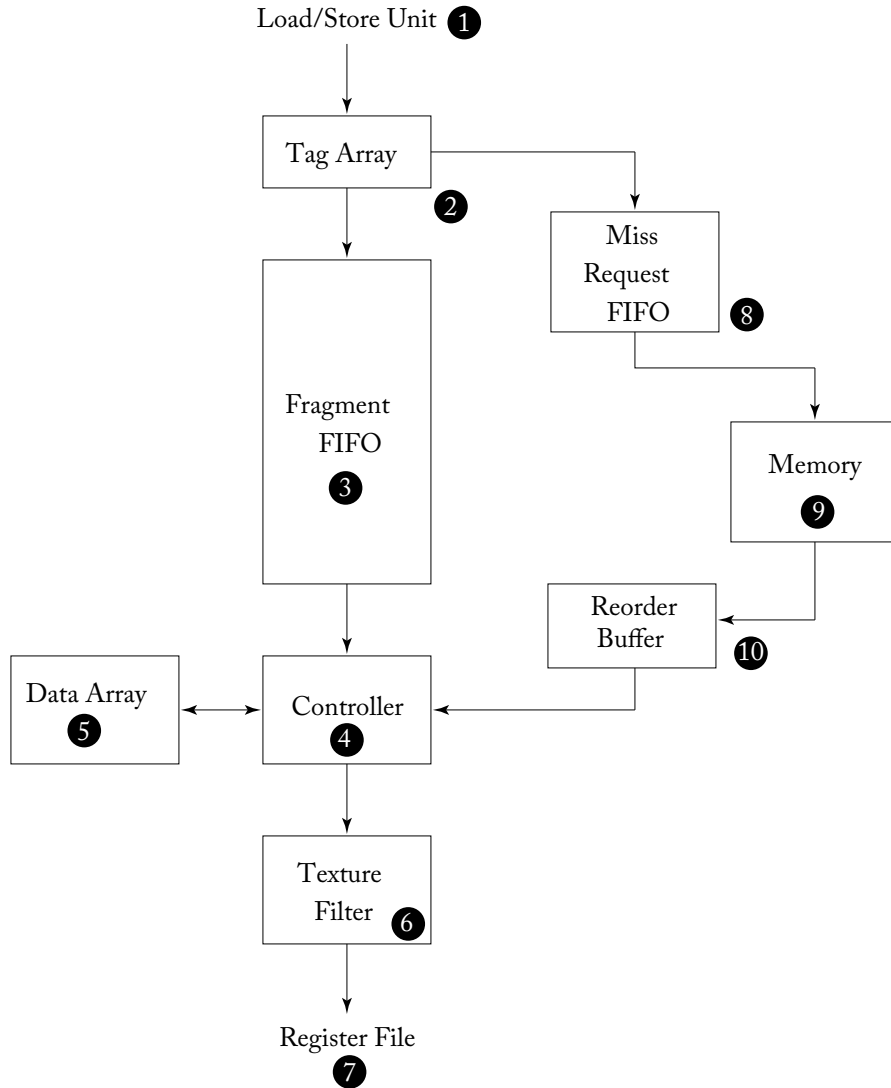 Load/Store Unit 1
Tag Array
2
Miss
Request
FIFO
8
Fragment
FIFO
3
Memory
9
Reorder
Buffer
10
Data Array
5
Controller
4
Texture
Filter
6
Register File
7